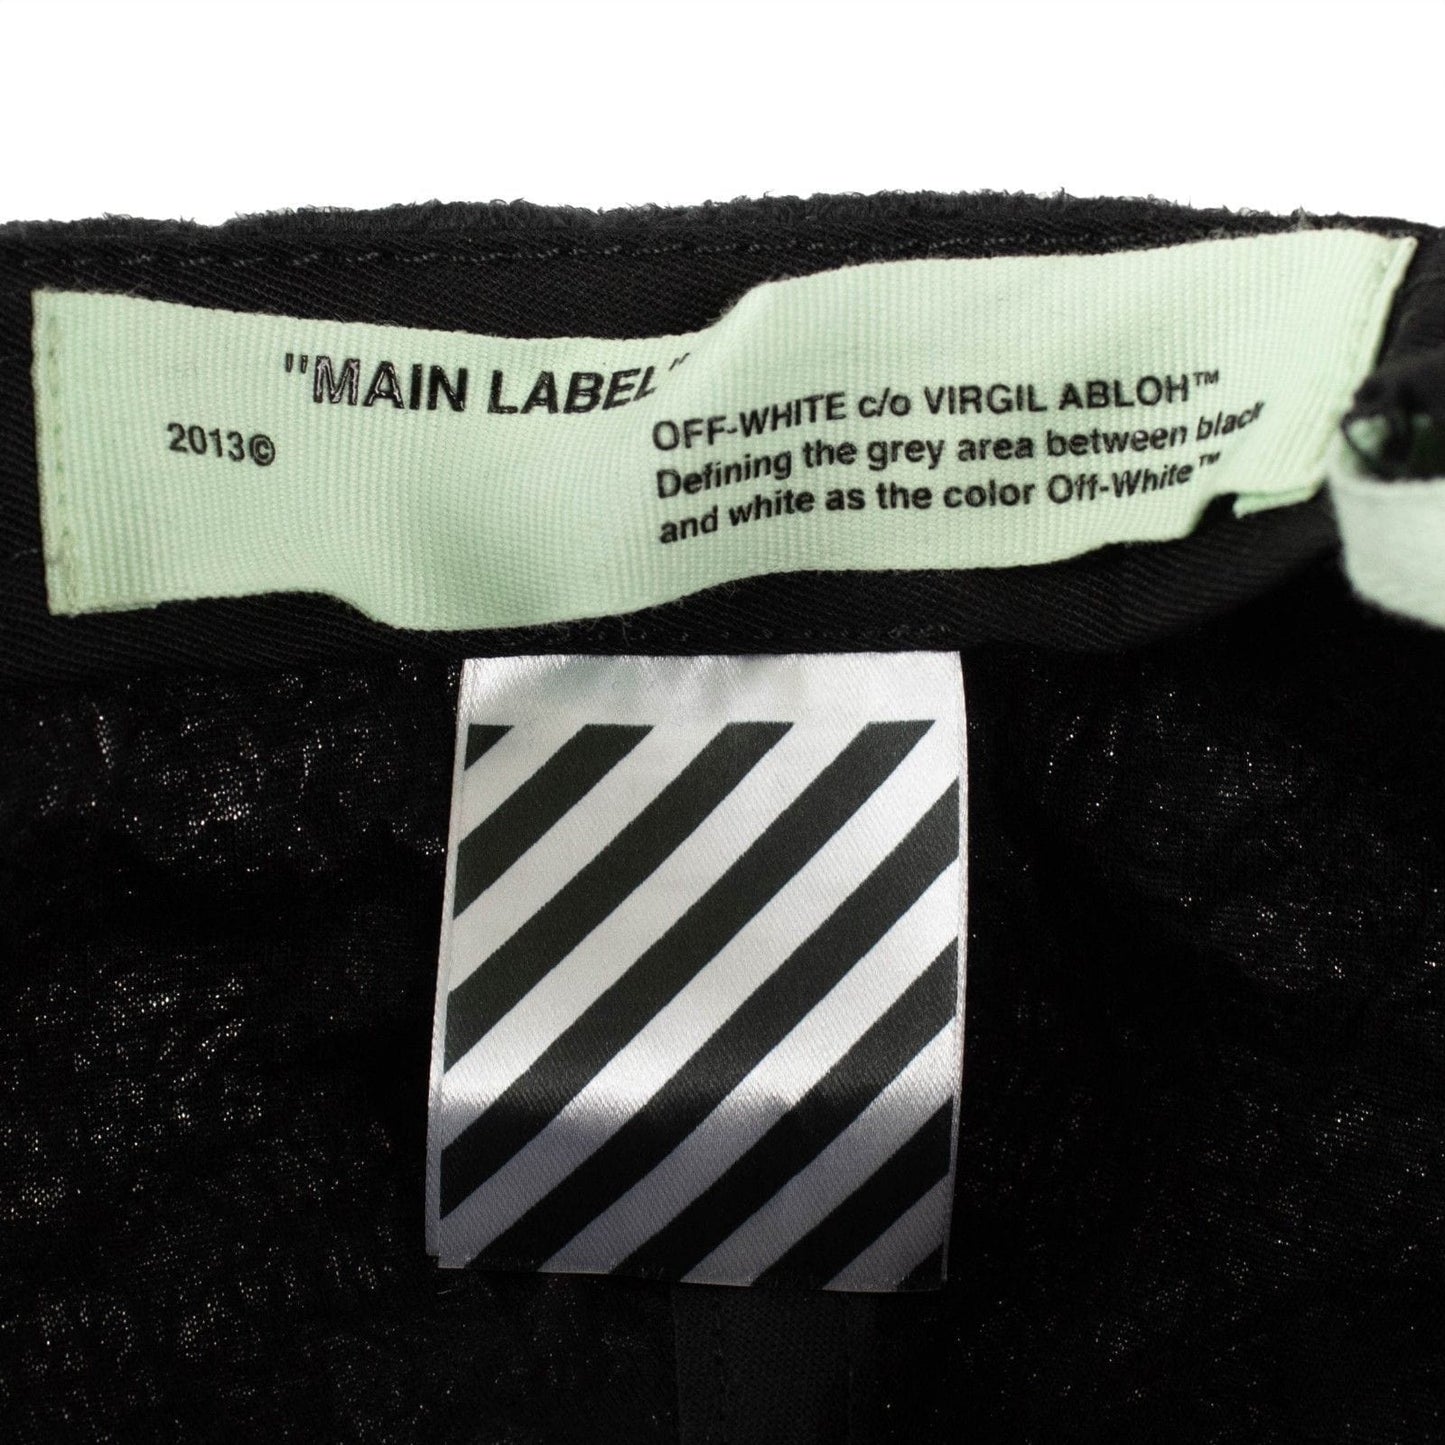 "MAIN LABEL"
2013©
OFF-WHITE c/o VIRGIL ABLOH™
Defining the grey area between black
and white as the color Off-White™